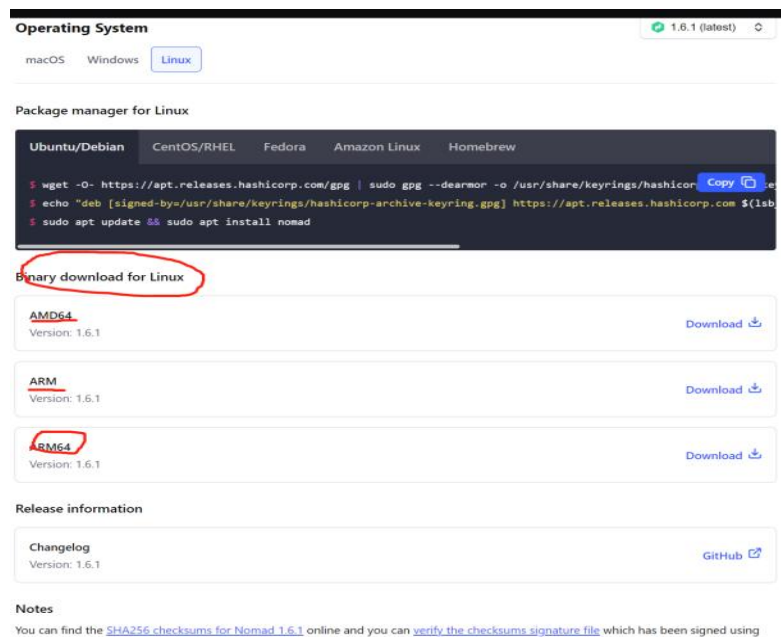 Operating System
1.6.1 (latest)
macOS Windows Linux
Package manager for Linux
Ubuntu/Debian CentOS/RHEL Fedora Amazon Linux Homebrew
$ wget -O- https://apt.releases.hashicorp.com/gpg | sudo gpg --dearmor -o /usr/share/keyrings/hashicor
Copy
$ echo "deb [signed-by=/usr/share/keyrings/hashicorp-archive-keyring.gpg] https://apt.releases.hashicorp.com $(lsb_
$ sudo apt update && sudo apt install nomad
Binary download for Linux
AMD64
Version: 1.6.1
Download
ARM
Version: 1.6.1
Download
ARM64
Version: 1.6.1
Download
Release information
Changelog
Version: 1.6.1
GitHub
Notes
You can find the SHA256 checksums for Nomad 1.6.1 online and you can verify the checksums signature file which has been signed using